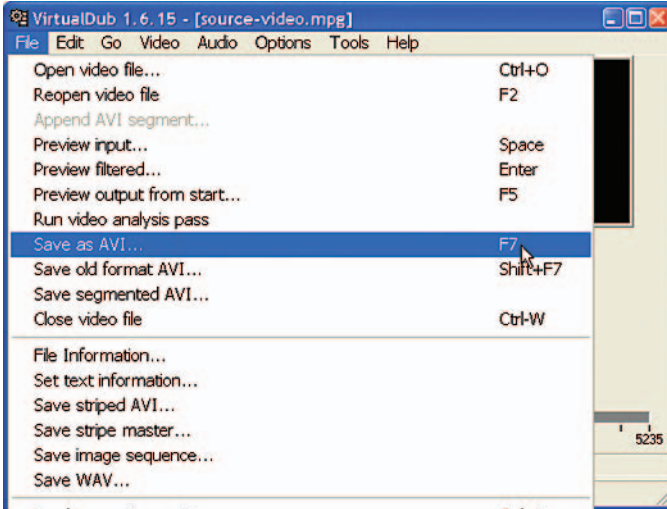 VirtualDub 1.6.15 - [source-video.mpg]
File Edit Go Video Audio Options Tools Help
Open video file... Ctrl+O
Reopen video file F2
Append AVI segment...
Preview input... Space
Preview filtered... Enter
Preview output from start... F5
Run video analysis pass
Save as AVI... F7
Save old format AVI... Shift+F7
Save segmented AVI...
Close video file Ctrl-W
File Information...
Set text information...
Save striped AVI...
Save stripe master...
5235
Save image sequence...
Save WAV...